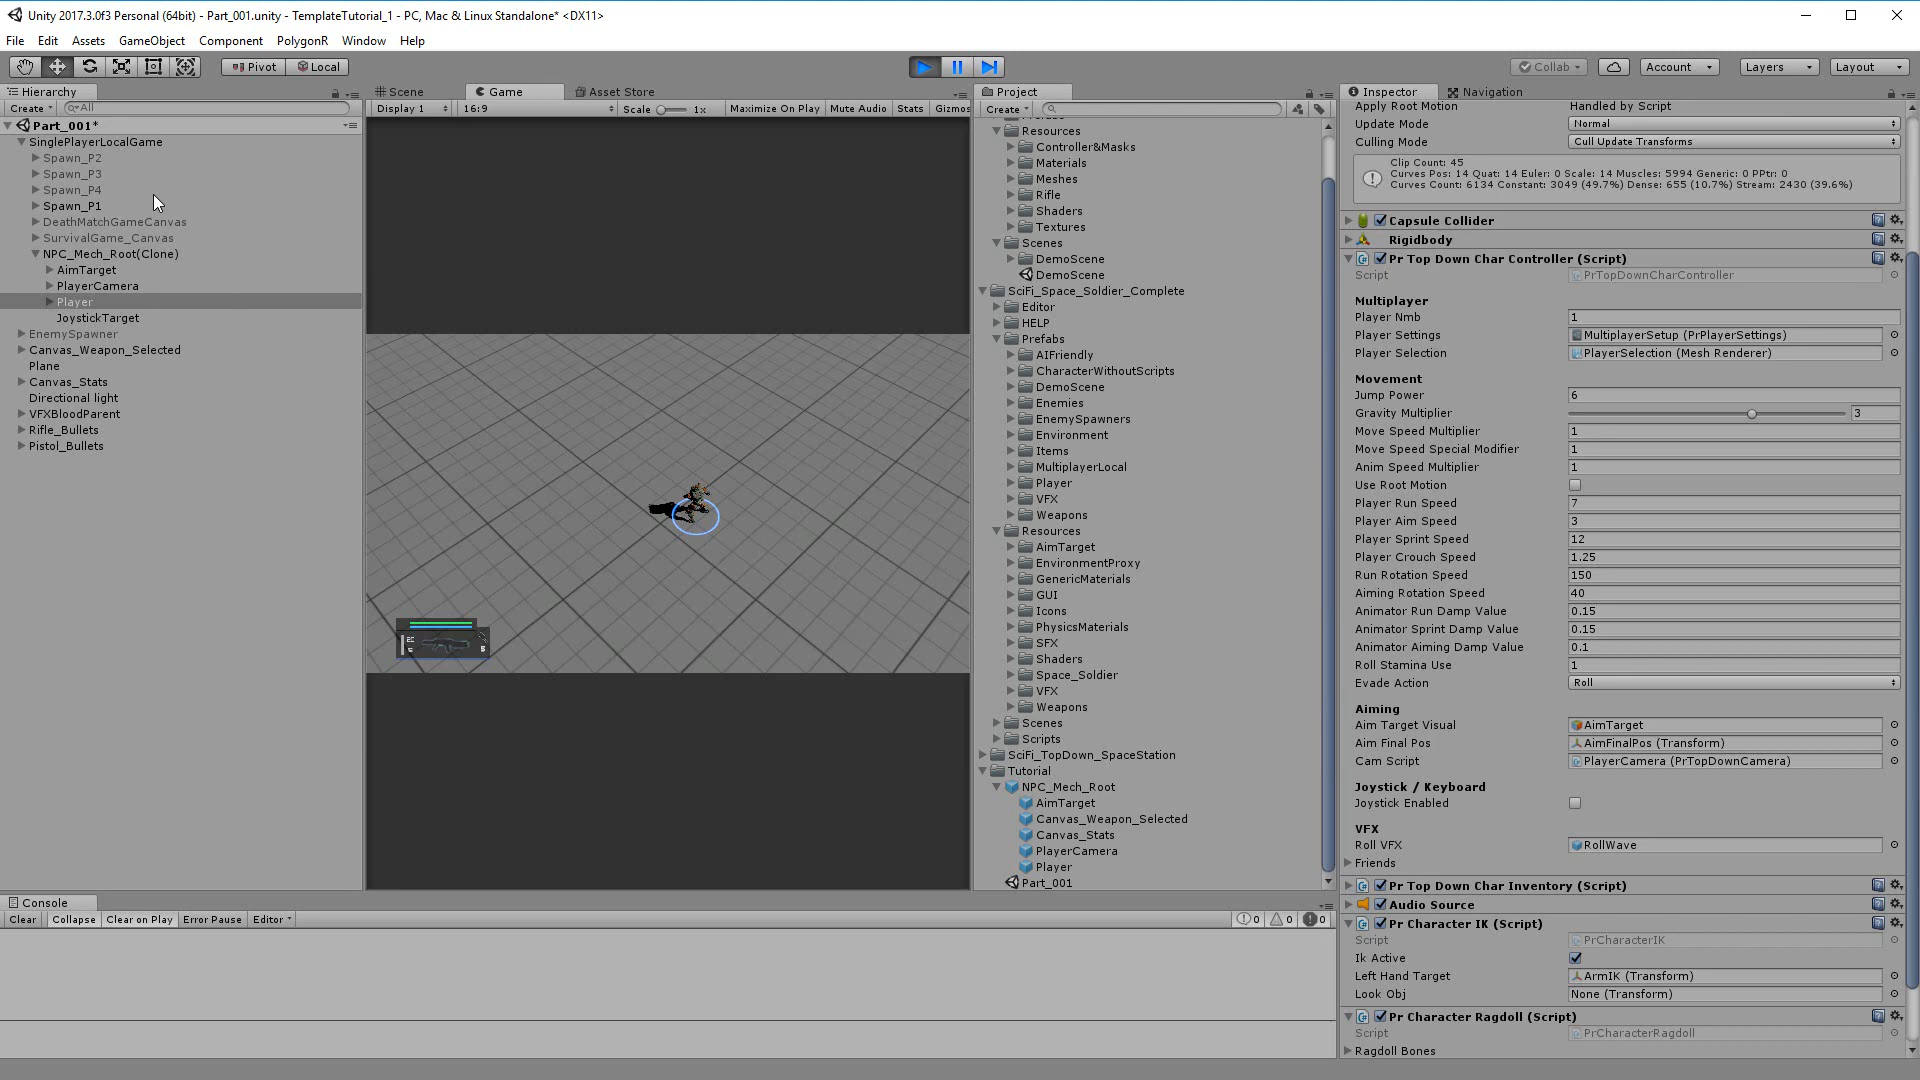 Unity 2017.3.0f3 Personal (64bit) - Part_001.unity - TemplateTutorial_1 - PC, Mac & Linux Standalone* <DX11>
File Edit Assets GameObject Component PolygonR Window Help
Pivot Local Collab Account Layers Layout
Hierarchy
Create All
Part_001*
SinglePlayerLocalGame
Spawn_P2
Spawn_P3
Spawn_P4
Spawn_P1
DeathMatchGameCanvas
SurvivalGame_Canvas
NPC_Mech_Root(Clone)
AimTarget
PlayerCamera
Player
JoystickTarget
EnemySpawner
Canvas_Weapon_Selected
Plane
Canvas_Stats
Directional light
VFXBloodParent
Rifle_Bullets
Pistol_Bullets
Scene Game Asset Store
Display 1 16:9 Scale 1x Maximize On Play Mute Audio Stats Gizmos
Project
Create
Resources
Controller&Masks
Materials
Meshes
Rifle
Shaders
Textures
Scenes
DemoScene
DemoScene
SciFi_Space_Soldier_Complete
Editor
HELP
Prefabs
AIFriendly
CharacterWithoutScripts
DemoScene
Enemies
EnemySpawners
Environment
Items
MultiplayerLocal
Player
VFX
Weapons
Resources
AimTarget
EnvironmentProxy
GenericMaterials
GUI
Icons
PhysicsMaterials
SFX
Shaders
Space_Soldier
VFX
Weapons
Scenes
Scripts
SciFi_TopDown_SpaceStation
Tutorial
NPC_Mech_Root
AimTarget
Canvas_Weapon_Selected
Canvas_Stats
PlayerCamera
Player
Part_001
Inspector Navigation
Apply Root Motion Handled by Script
Update Mode Normal
Culling Mode Cull Update Transforms
Clip Count: 45
Curves Pos: 14 Quat: 14 Euler: 0 Scale: 14 Muscles: 5994 Generic: 0 PPtr: 0
Curves Count: 6134 Constant: 3049 (49.7%) Dense: 655 (10.7%) Stream: 2430 (39.6%)
Capsule Collider
Rigidbody
Pr Top Down Char Controller (Script)
Script PrTopDownCharController
Multiplayer
Player Nmb 1
Player Settings MultiplayerSetup (PrPlayerSettings)
Player Selection PlayerSelection (Mesh Renderer)
Movement
Jump Power 6
Gravity Multiplier 3
Move Speed Multiplier 1
Move Speed Special Modifier 1
Anim Speed Multiplier 1
Use Root Motion
Player Run Speed 7
Player Aim Speed 3
Player Sprint Speed 12
Player Crouch Speed 1.25
Run Rotation Speed 150
Aiming Rotation Speed 40
Animator Run Damp Value 0.15
Animator Sprint Damp Value 0.15
Animator Aiming Damp Value 0.1
Roll Stamina Use 1
Evade Action Roll
Aiming
Aim Target Visual AimTarget
Aim Final Pos AimFinalPos (Transform)
Cam Script PlayerCamera (PrTopDownCamera)
Joystick / Keyboard
Joystick Enabled
VFX
Roll VFX RollWave
Friends
Pr Top Down Char Inventory (Script)
Audio Source
Pr Character IK (Script)
Script PrCharacterIK
Ik Active
Left Hand Target ArmIK (Transform)
Look Obj None (Transform)
Pr Character Ragdoll (Script)
Script PrCharacterRagdoll
Ragdoll Bones
Console
Clear Collapse Clear on Play Error Pause Editor 0 0 0